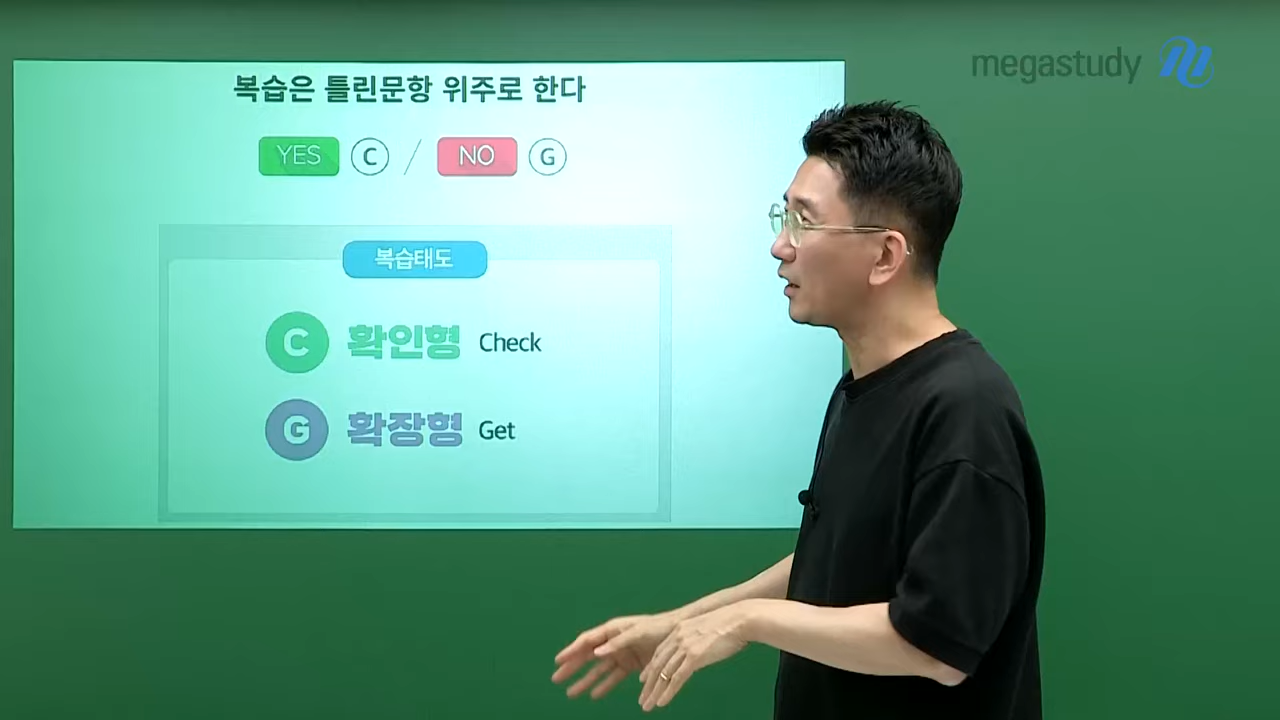 megastudy
복습은 틀린문항 위주로 한다
YES C / NO G
복습태도
C 확인형 Check
G 확장형 Get